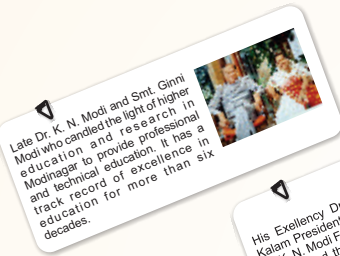 Late Dr. K. N. Modi and Smt. Ginni
Modi who candled the light of higher
education and research in
Modinagar to provide professional
and technical education. It has a
track record of excellence in
education for more than six
decades.
His Exellency Dr
Kalam President
K. N. Modi F
d th